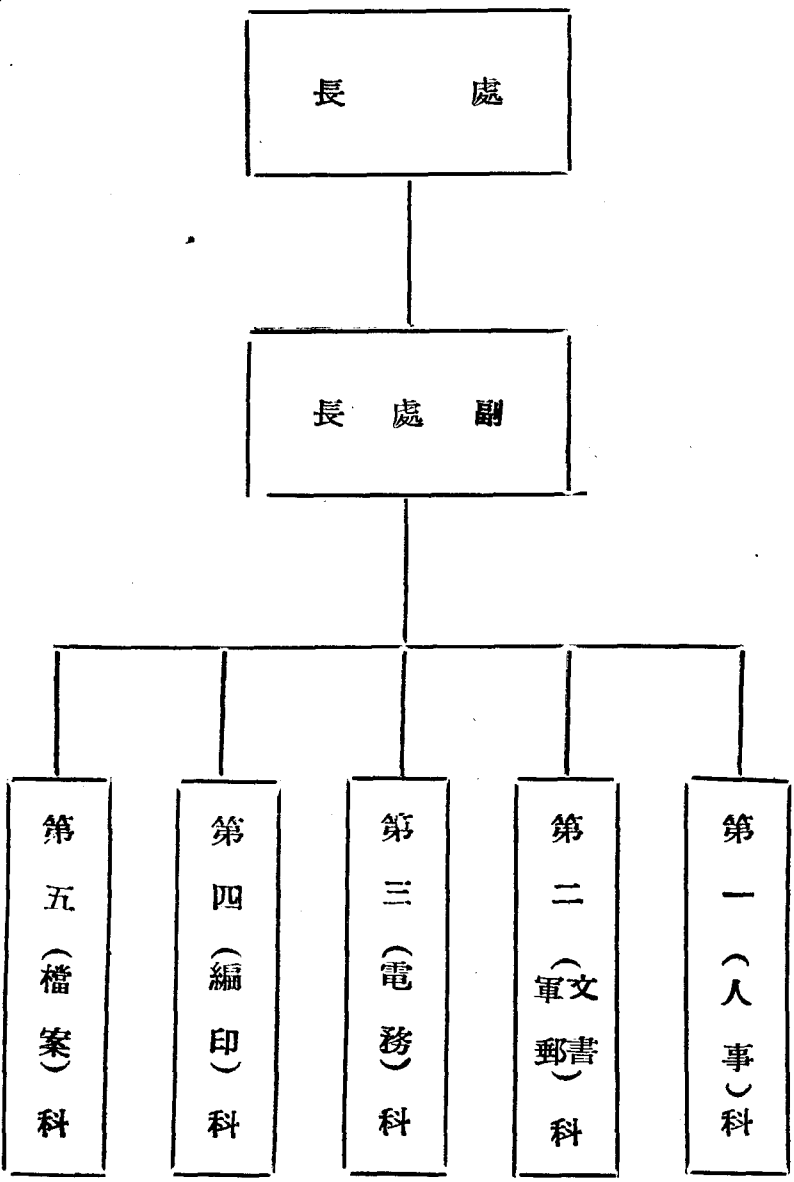 處長
副處長
第一（人事）科
第二（文書軍郵）科
第三（電務）科
第四（編印）科
第五（檔案）科